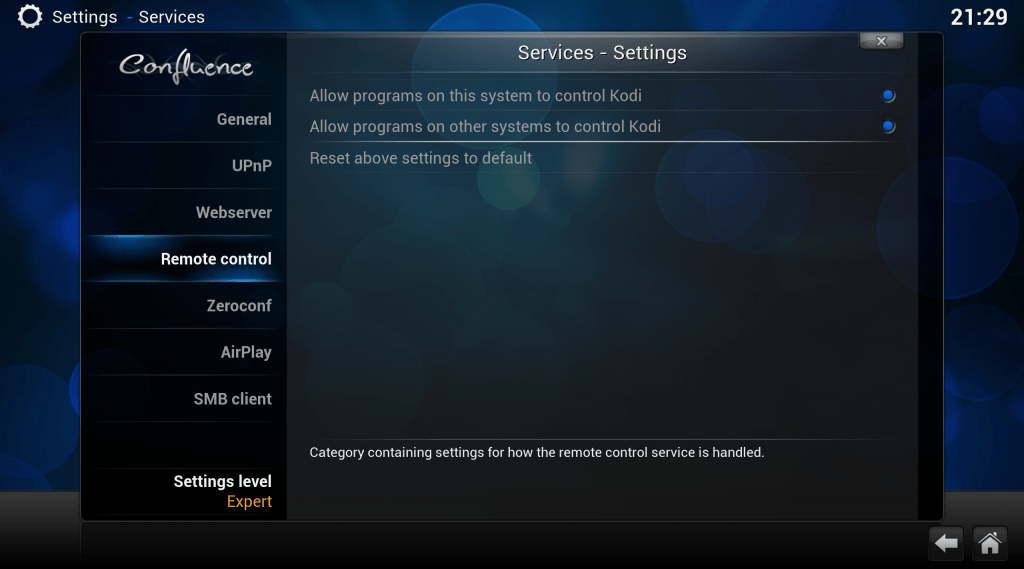 Settings - Services
21:29
Confluence
Services - Settings
x
General
UPnP
Webserver
Remote control
Zeroconf
AirPlay
SMB client
Settings level
Expert
Allow programs on this system to control Kodi
Allow programs on other systems to control Kodi
Reset above settings to default
Category containing settings for how the remote control service is handled.